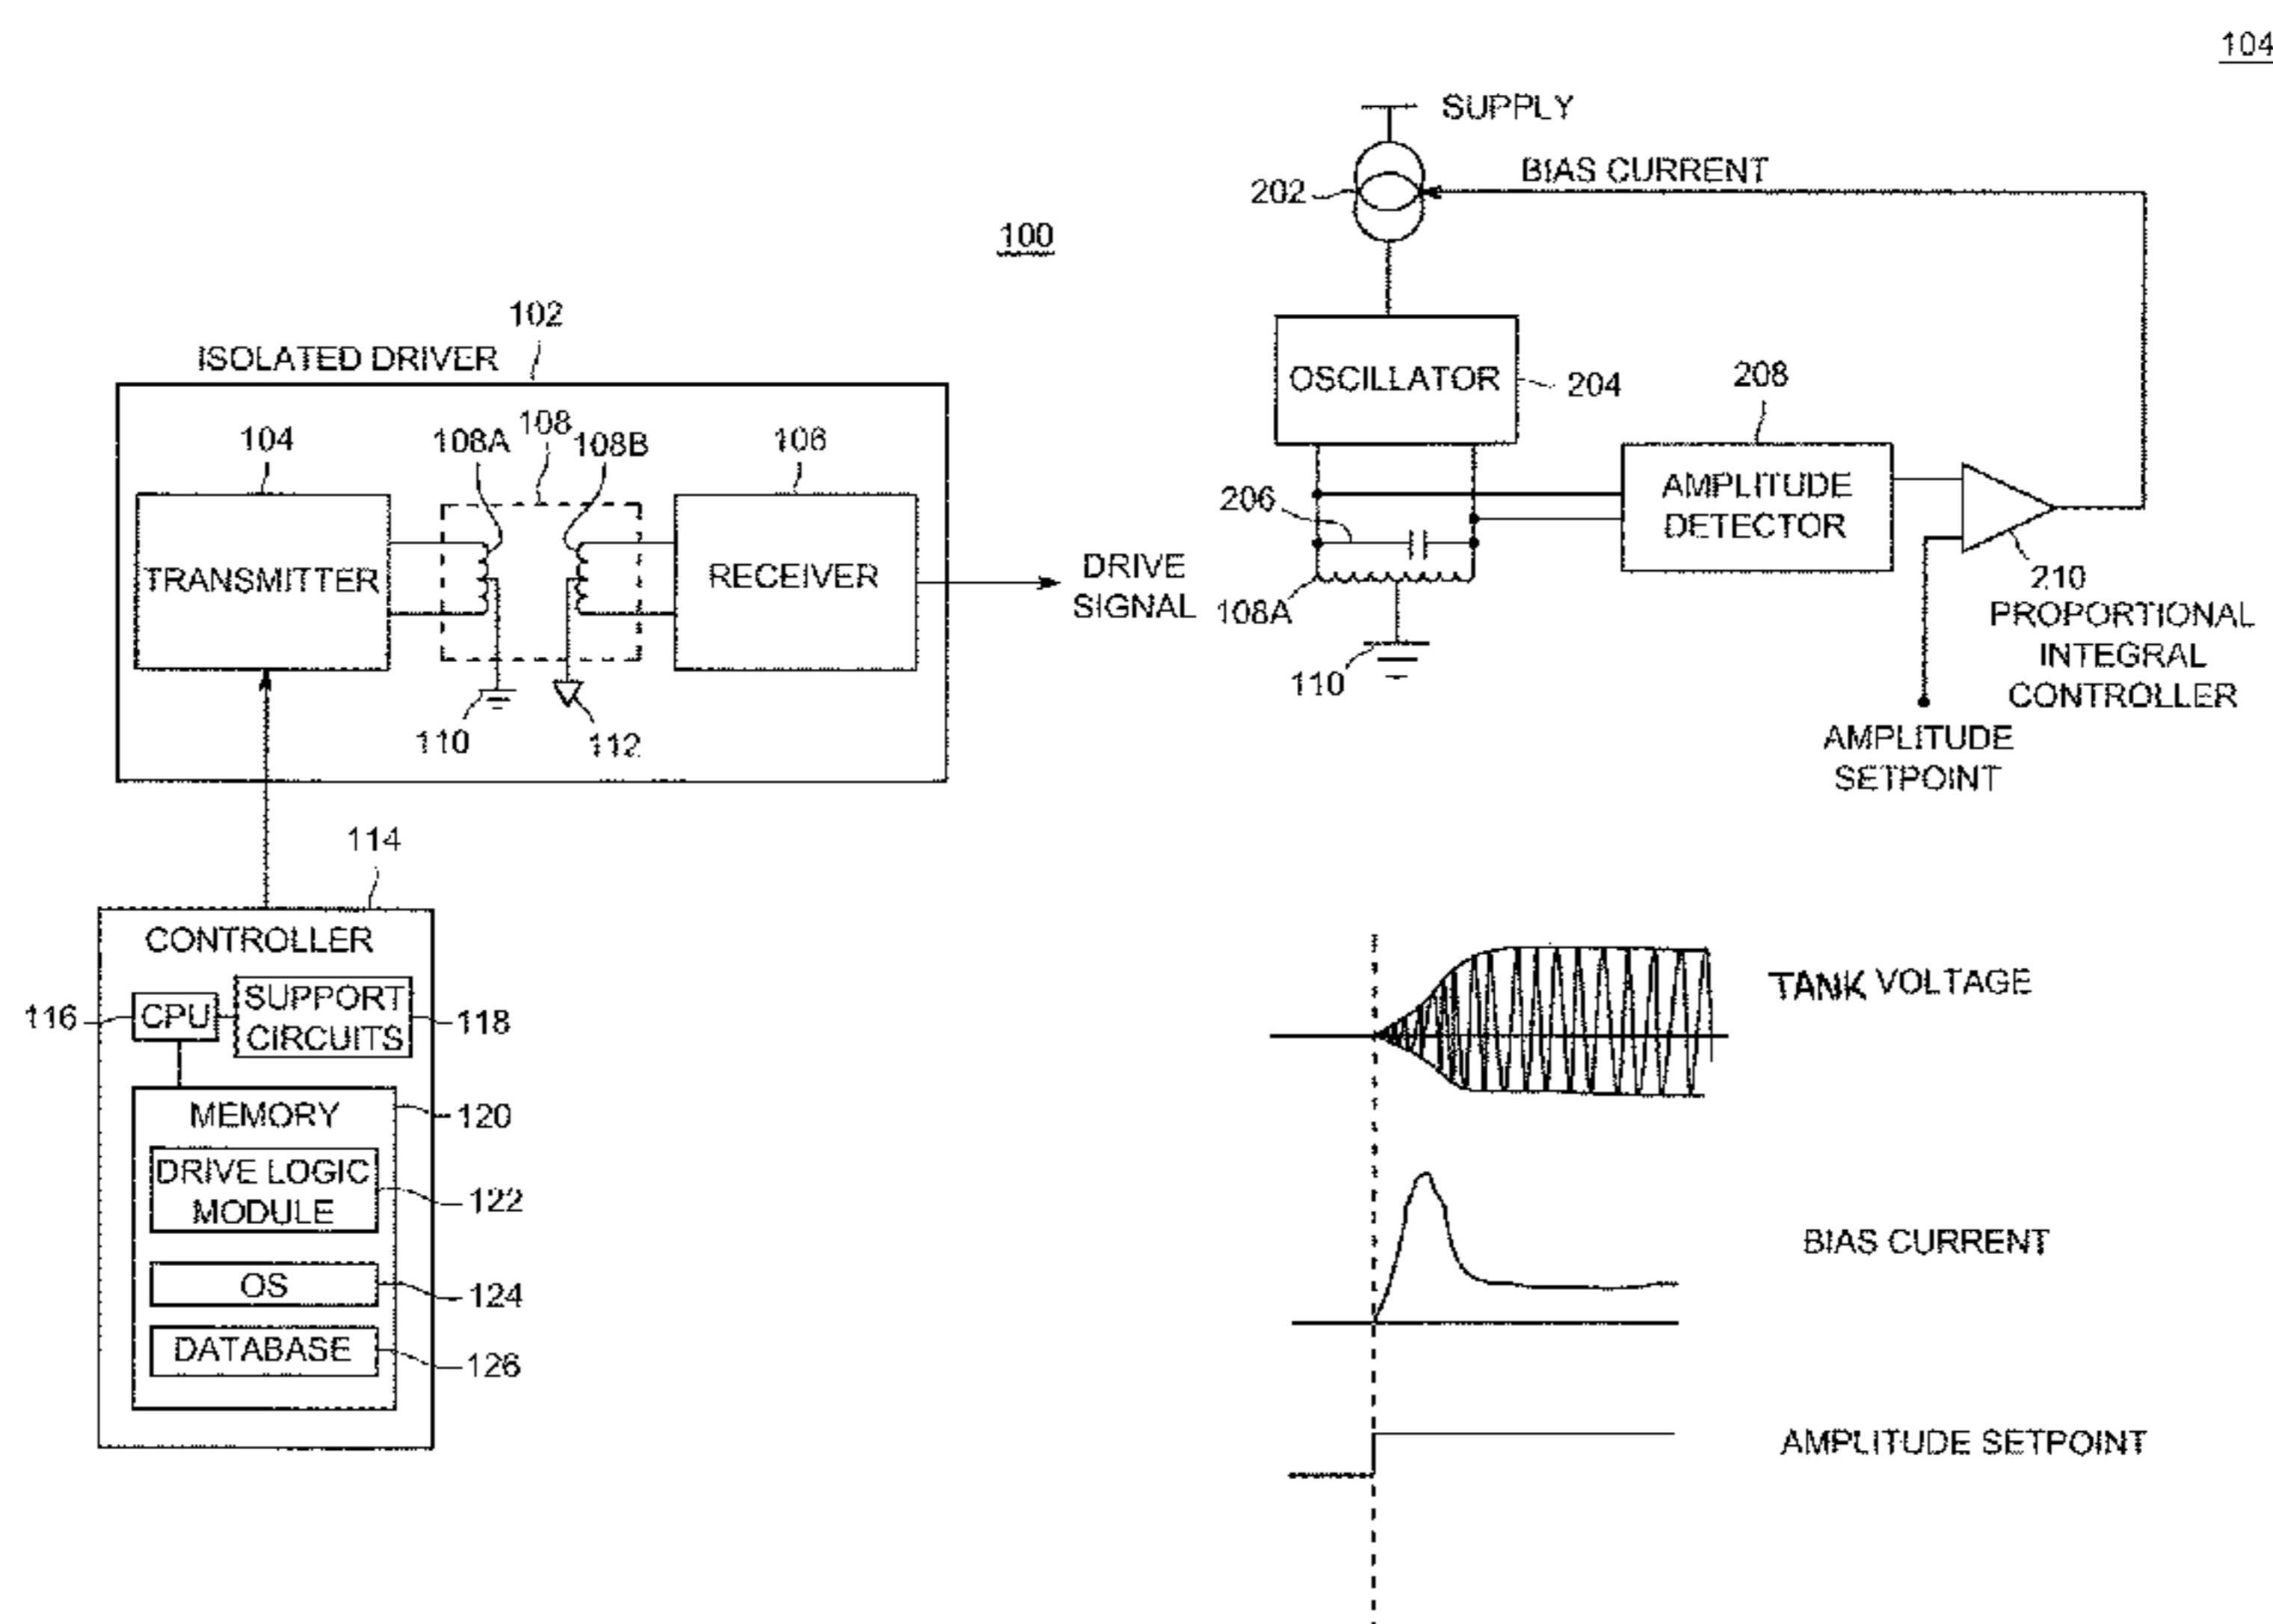 104
SUPPLY
BIAS CURRENT
202
100
102
ISOLATED DRIVER
OSCILLATOR
204
208
104
108A
108
108B
106
206
AMPLITUDE
DETECTOR
TRANSMITTER
RECEIVER
DRIVE
SIGNAL
108A
210
PROPORTIONAL
INTEGRAL
CONTROLLER
110
112
110
AMPLITUDE
SETPOINT
114
CONTROLLER
116
CPU
SUPPORT
CIRCUITS
118
TANK VOLTAGE
MEMORY
120
DRIVE LOGIC
MODULE
122
BIAS CURRENT
OS
124
DATABASE
126
AMPLITUDE SETPOINT